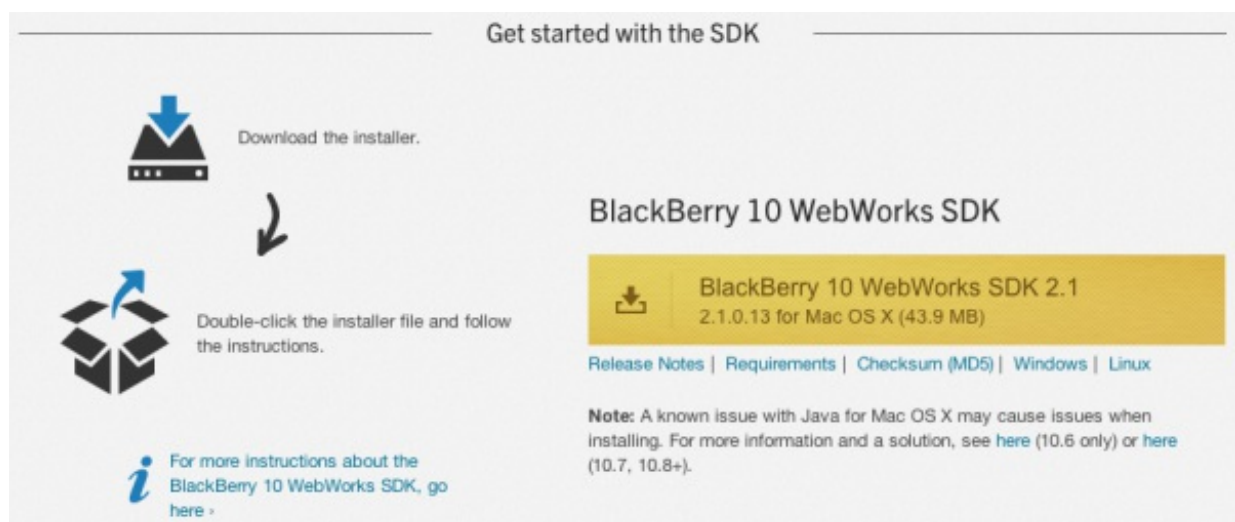 Get started with the SDK
Download the installer.
Double-click the installer file and follow
the instructions.
For more instructions about the
BlackBerry 10 WebWorks SDK, go
here ›
BlackBerry 10 WebWorks SDK
BlackBerry 10 WebWorks SDK 2.1
2.1.0.13 for Mac OS X (43.9 MB)
Release Notes | Requirements | Checksum (MD5) | Windows | Linux
Note: A known issue with Java for Mac OS X may cause issues when
installing. For more information and a solution, see here (10.6 only) or here
(10.7, 10.8+).